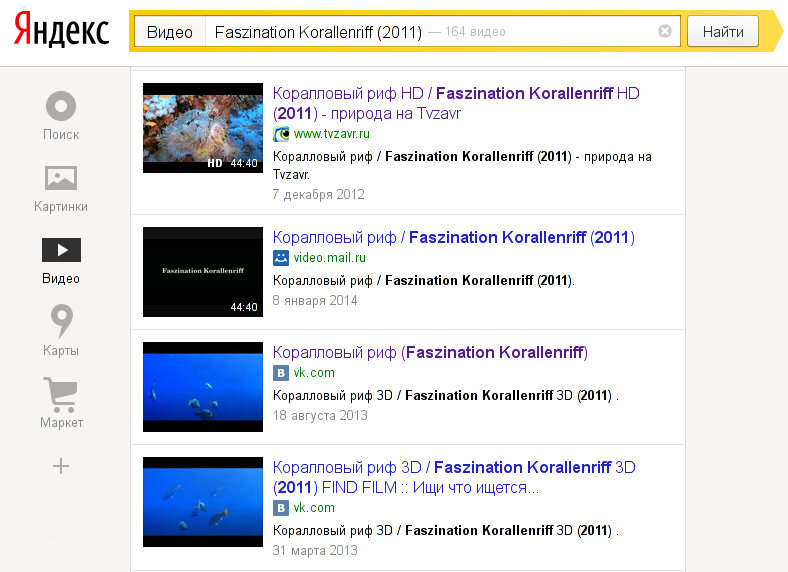 Яндекс
Видео Faszination Korallenriff (2011) — 164 видео Найти
Поиск
Картинки
Видео
Карты
Маркет
Коралловый риф HD / Faszination Korallenriff HD
(2011) - природа на Tvzavr
www.tvzavr.ru
HD 44:40
Коралловый риф / Faszination Korallenriff (2011) - природа на
Tvzavr.
7 декабря 2012
Коралловый риф / Faszination Korallenriff (2011)
video.mail.ru
Faszination Korallenriff
44:40
Коралловый риф / Faszination Korallenriff (2011).
8 января 2014
Коралловый риф (Faszination Korallenriff)
B vk.com
Коралловый риф 3D / Faszination Korallenriff 3D (2011) .
18 августа 2013
Коралловый риф 3D / Faszination Korallenriff 3D
(2011) FIND FILM :: Ищи что ищется...
B vk.com
Коралловый риф 3D / Faszination Korallenriff 3D (2011) .
31 марта 2013